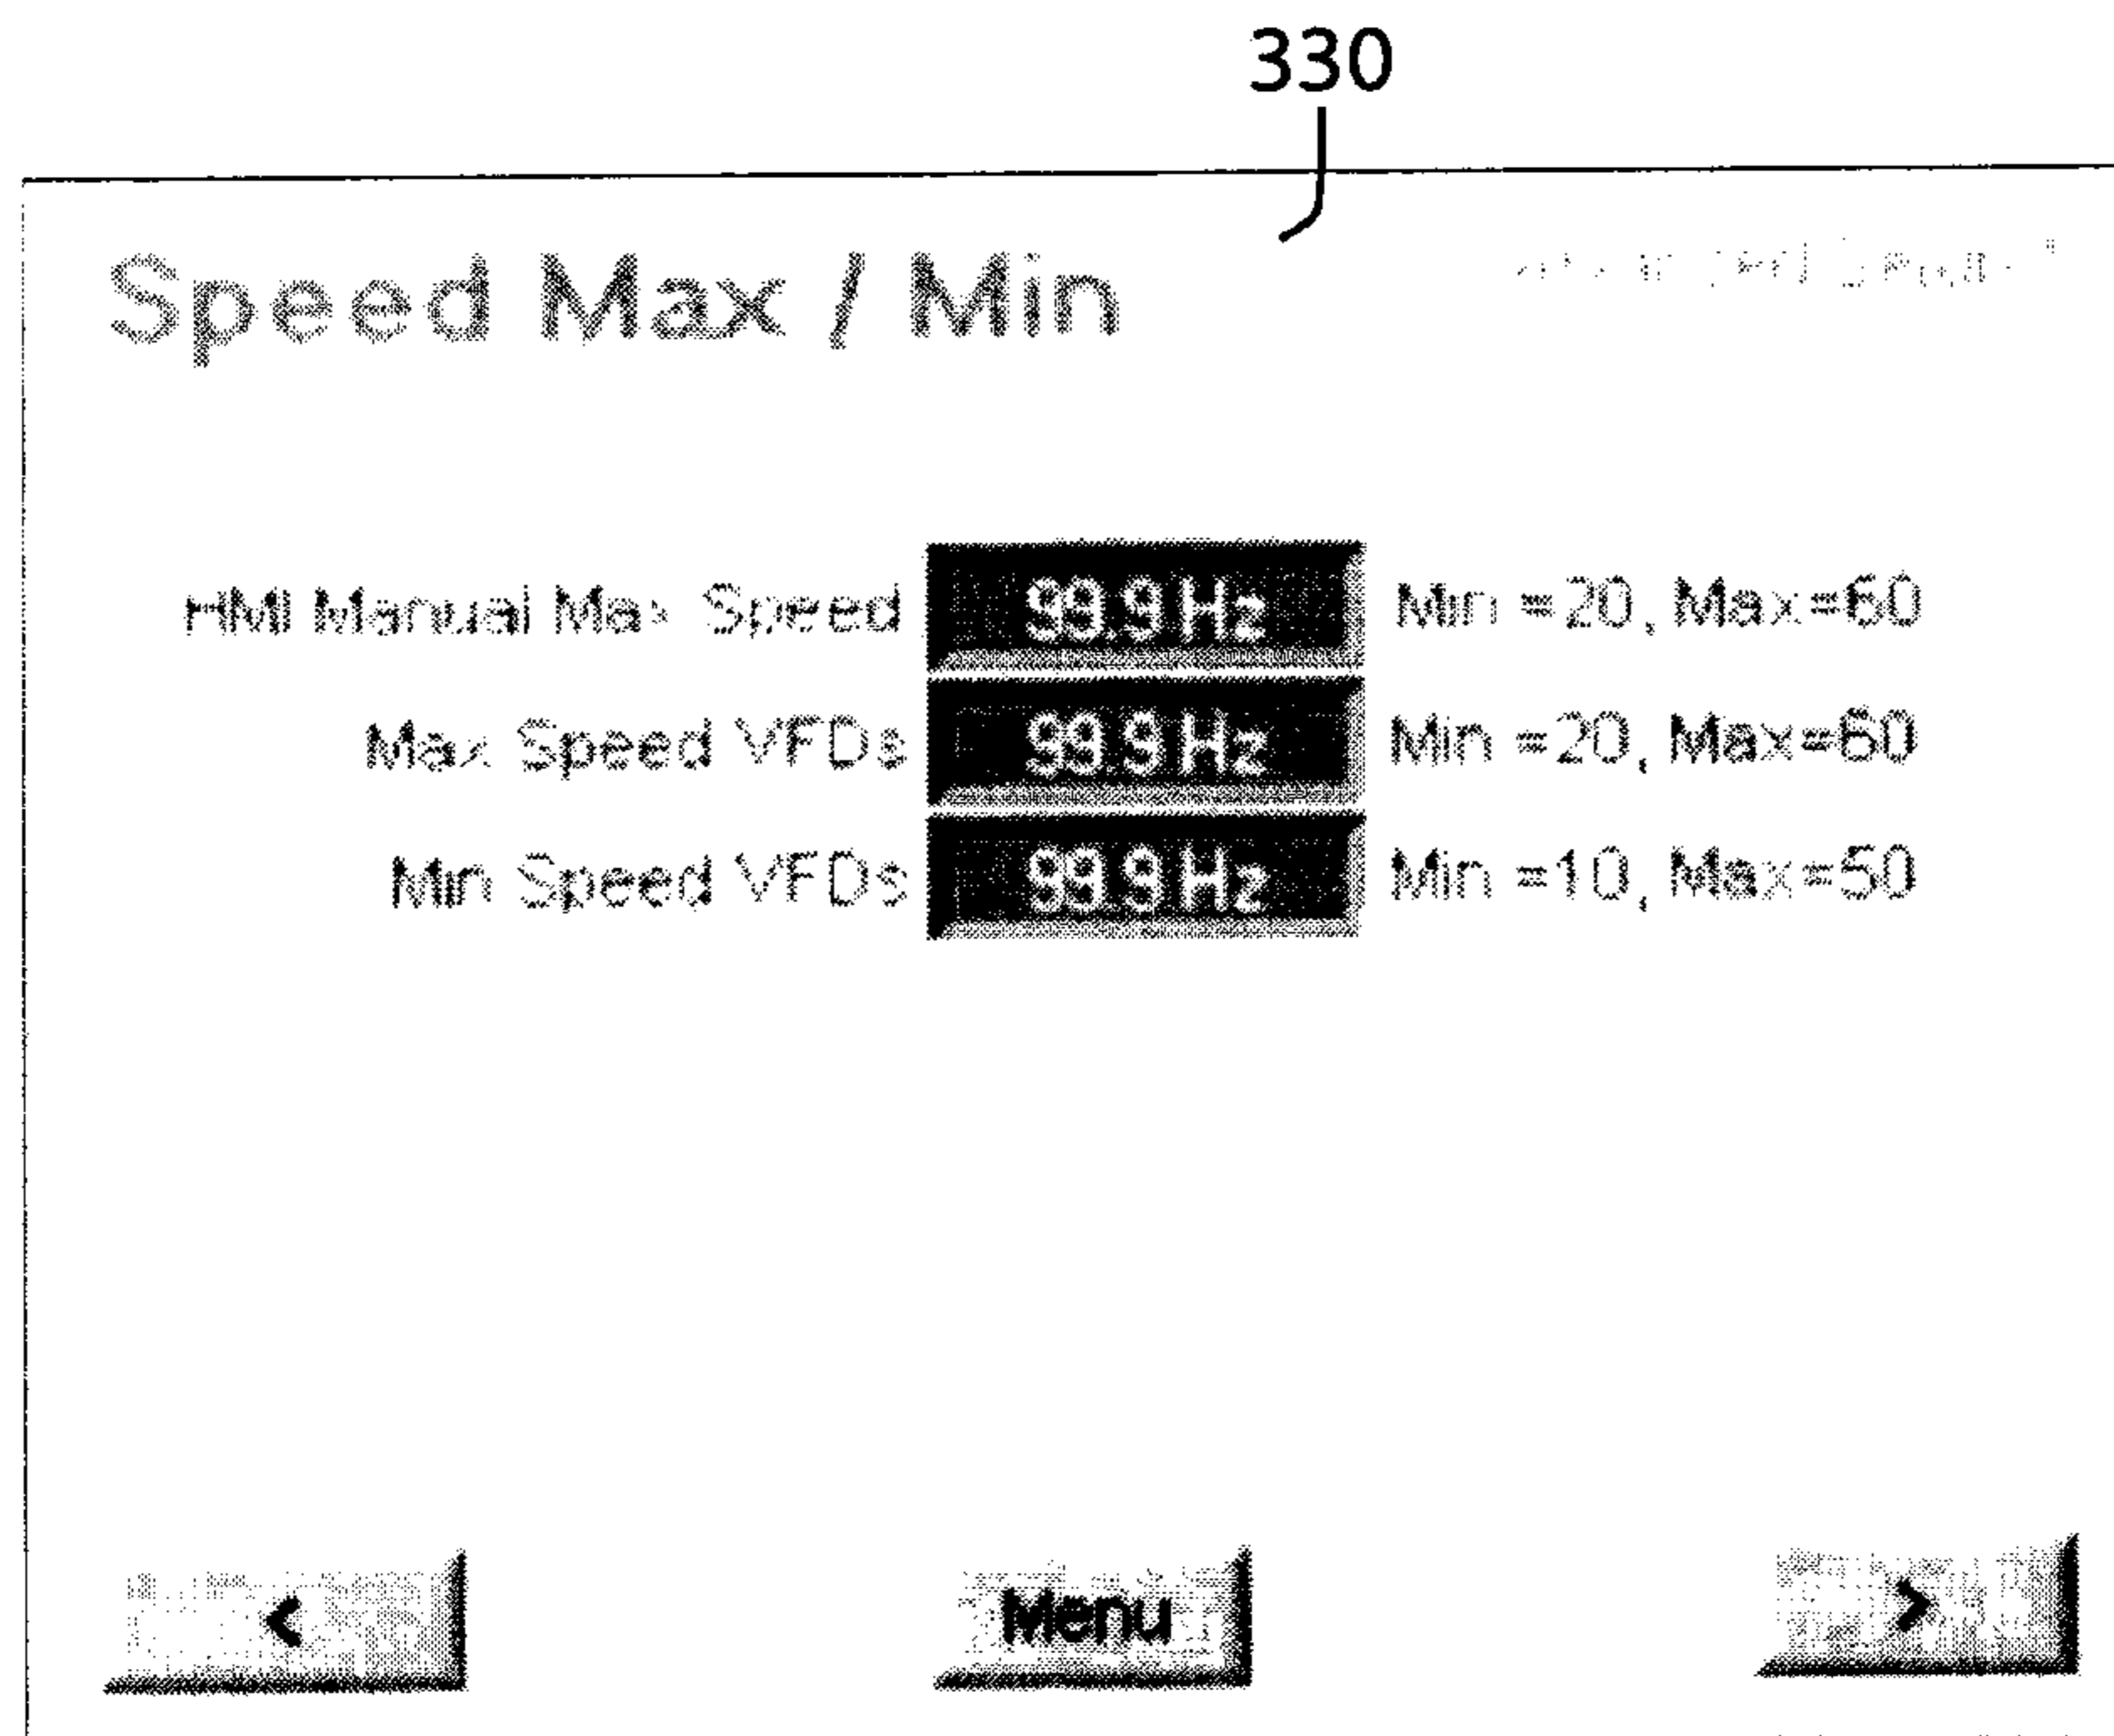 330
Speed Max / Min
HMI Manual Max Speed 99.9 Hz Min =20, Max=60
Max Speed VFDs 99.9 Hz Min =20, Max=60
Min Speed VFDs 99.9 Hz Min =10, Max=50
< Menu >